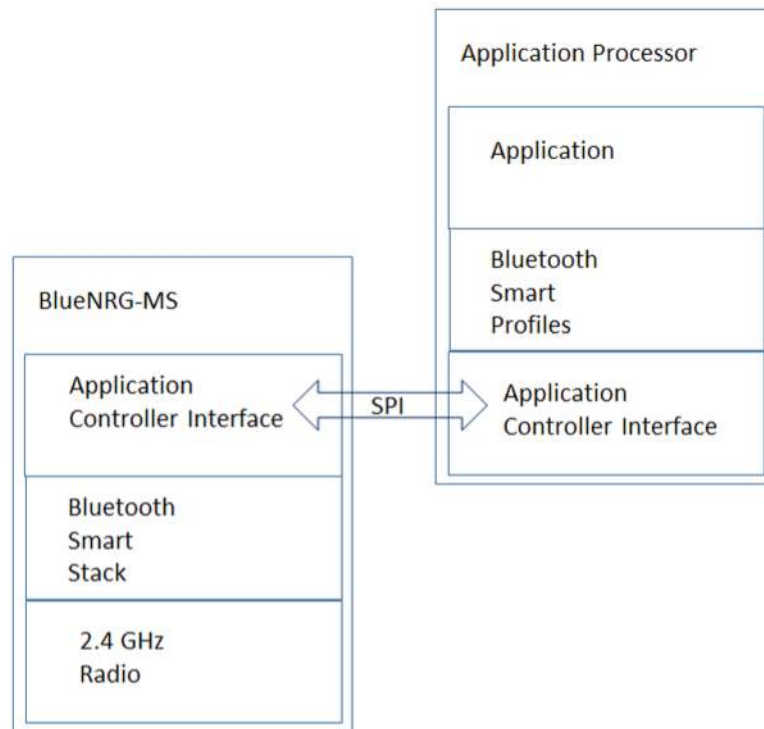 Application Processor
Application
Bluetooth
Smart
Profiles
Application
Controller Interface
SPI
BlueNRG-MS
Application
Controller Interface
Bluetooth
Smart
Stack
2.4 GHz
Radio